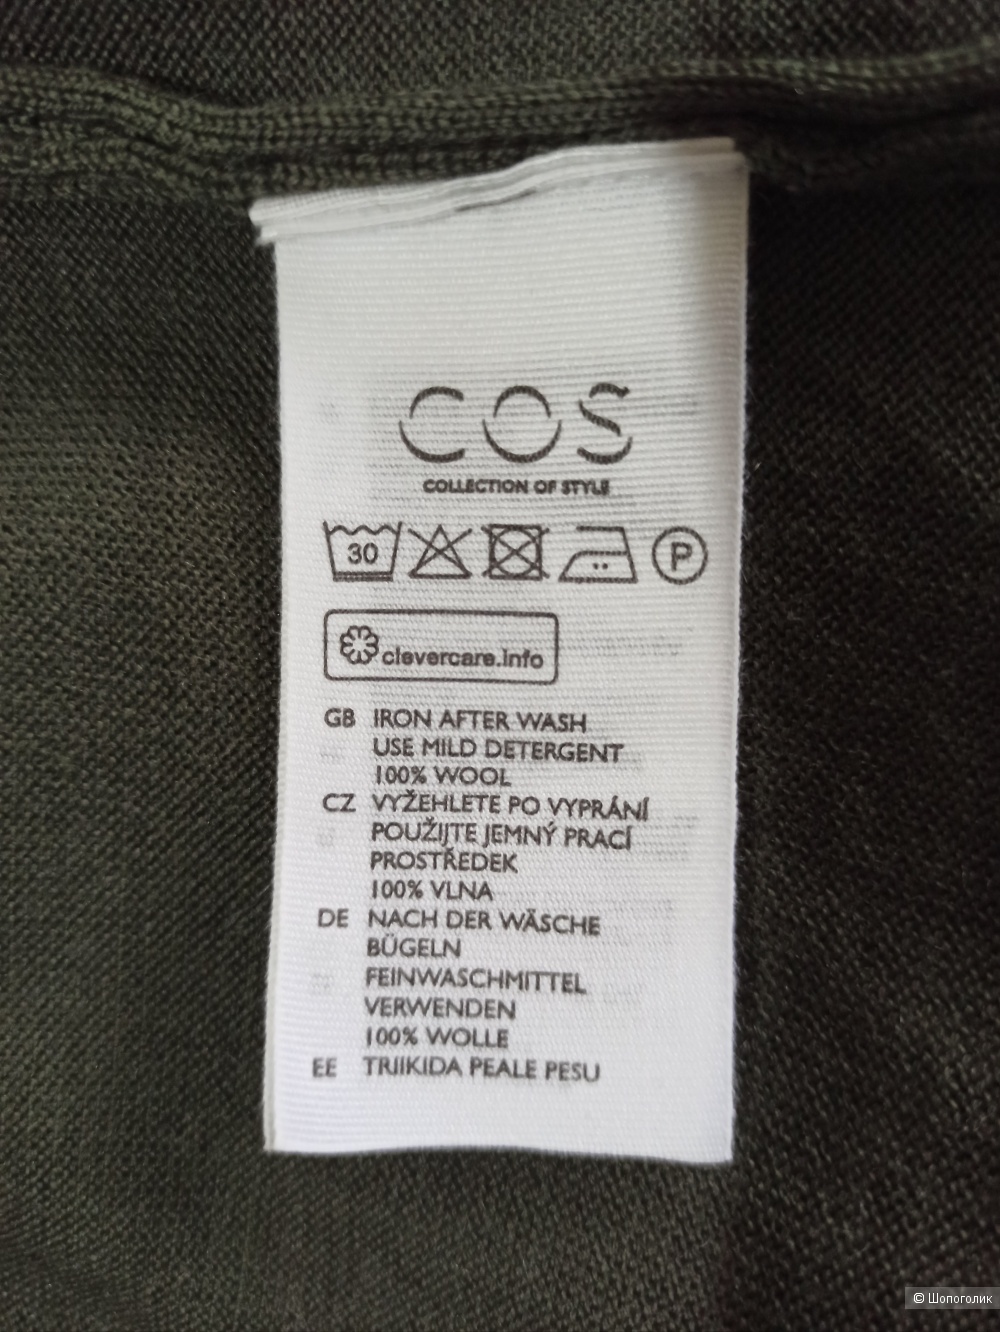 COS
COLLECTION OF STYLE
30
P
clevercare.info
GB IRON AFTER WASH
USE MILD DETERGENT
100% WOOL
CZ VYŽEHLETE PO VYPRÁNÍ
POUŽIJTE JEMNÝ PRACÍ
PROSTŘEDEK
100% VLNA
DE NACH DER WÄSCHE
BÜGELN
FEINWASCHMITTEL
VERWENDEN
100% WOLLE
EE TRIIKIDA PEALE PESU
© Шопоголик